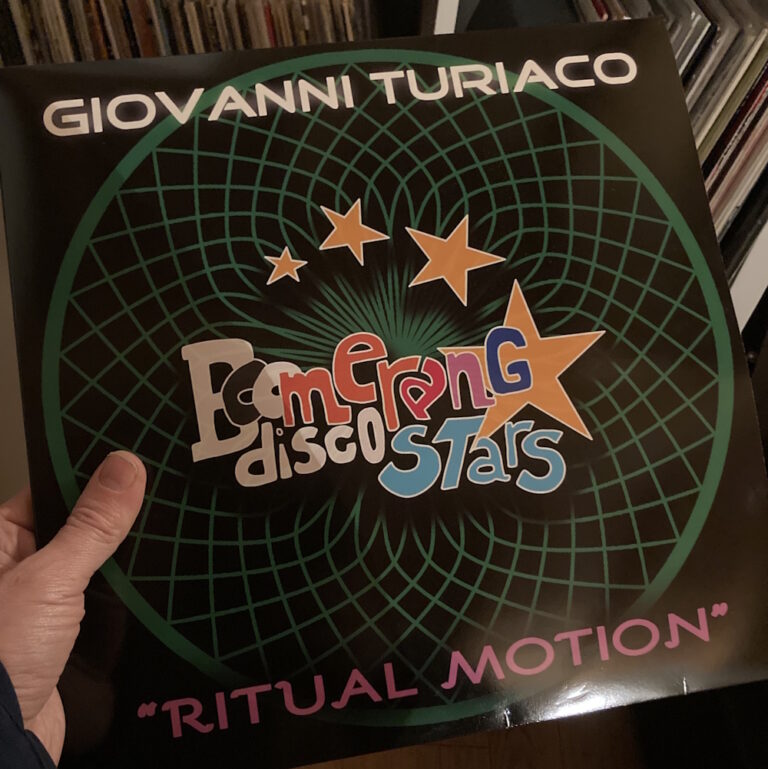 GIOVANNI TURIACO
BoomeranG
disco STars
"RITUAL MOTION"